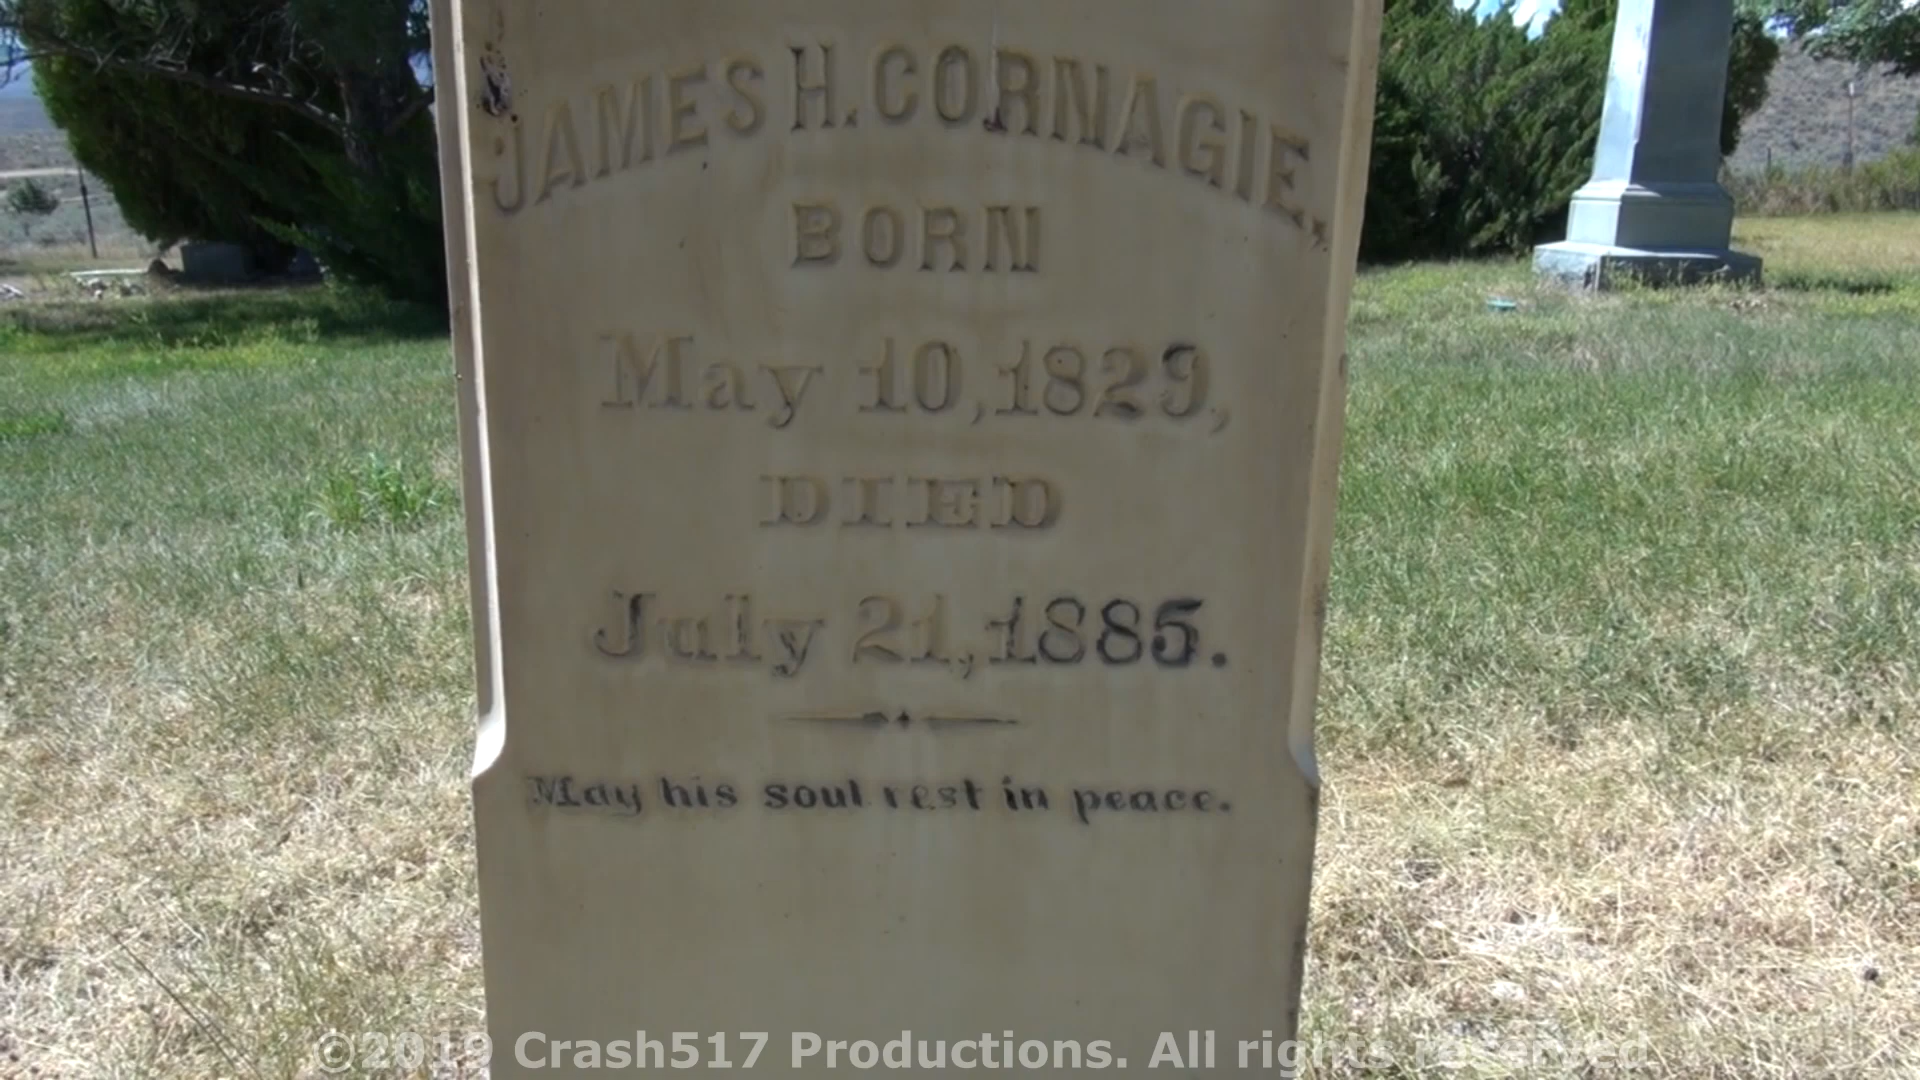 JAMES H. CORNAGIE,
BORN
May 10, 1829,
DIED
July 21, 1885.
May his soul rest in peace.
©2019 Crash517 Productions. All rights reserved